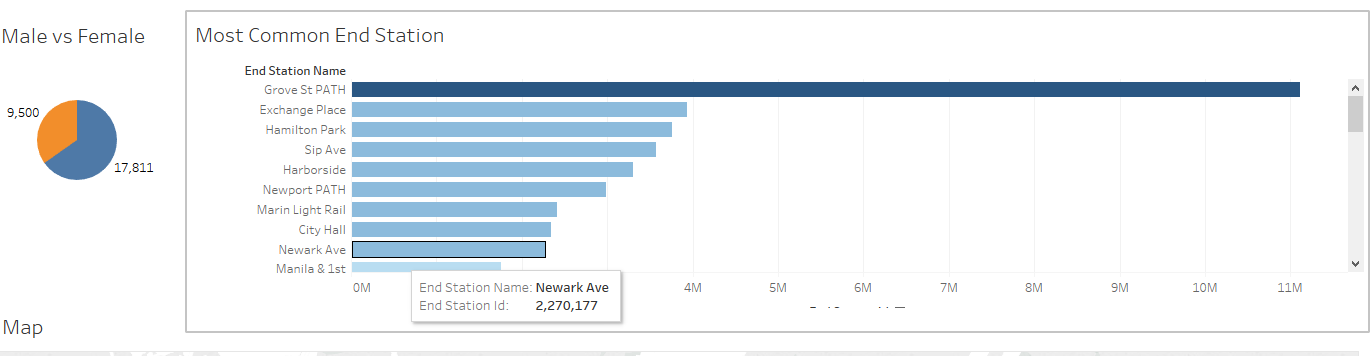 Male vs Female
9,500
17,811
Most Common End Station
End Station Name
Grove St PATH
Exchange Place
Hamilton Park
Sip Ave
Harborside
Newport PATH
Marin Light Rail
City Hall
Newark Ave
Manila & 1st
End Station Name: Newark Ave
End Station Id: 2,270,177
0M 4M 5M 6M 7M 8M 9M 10M 11M
Map